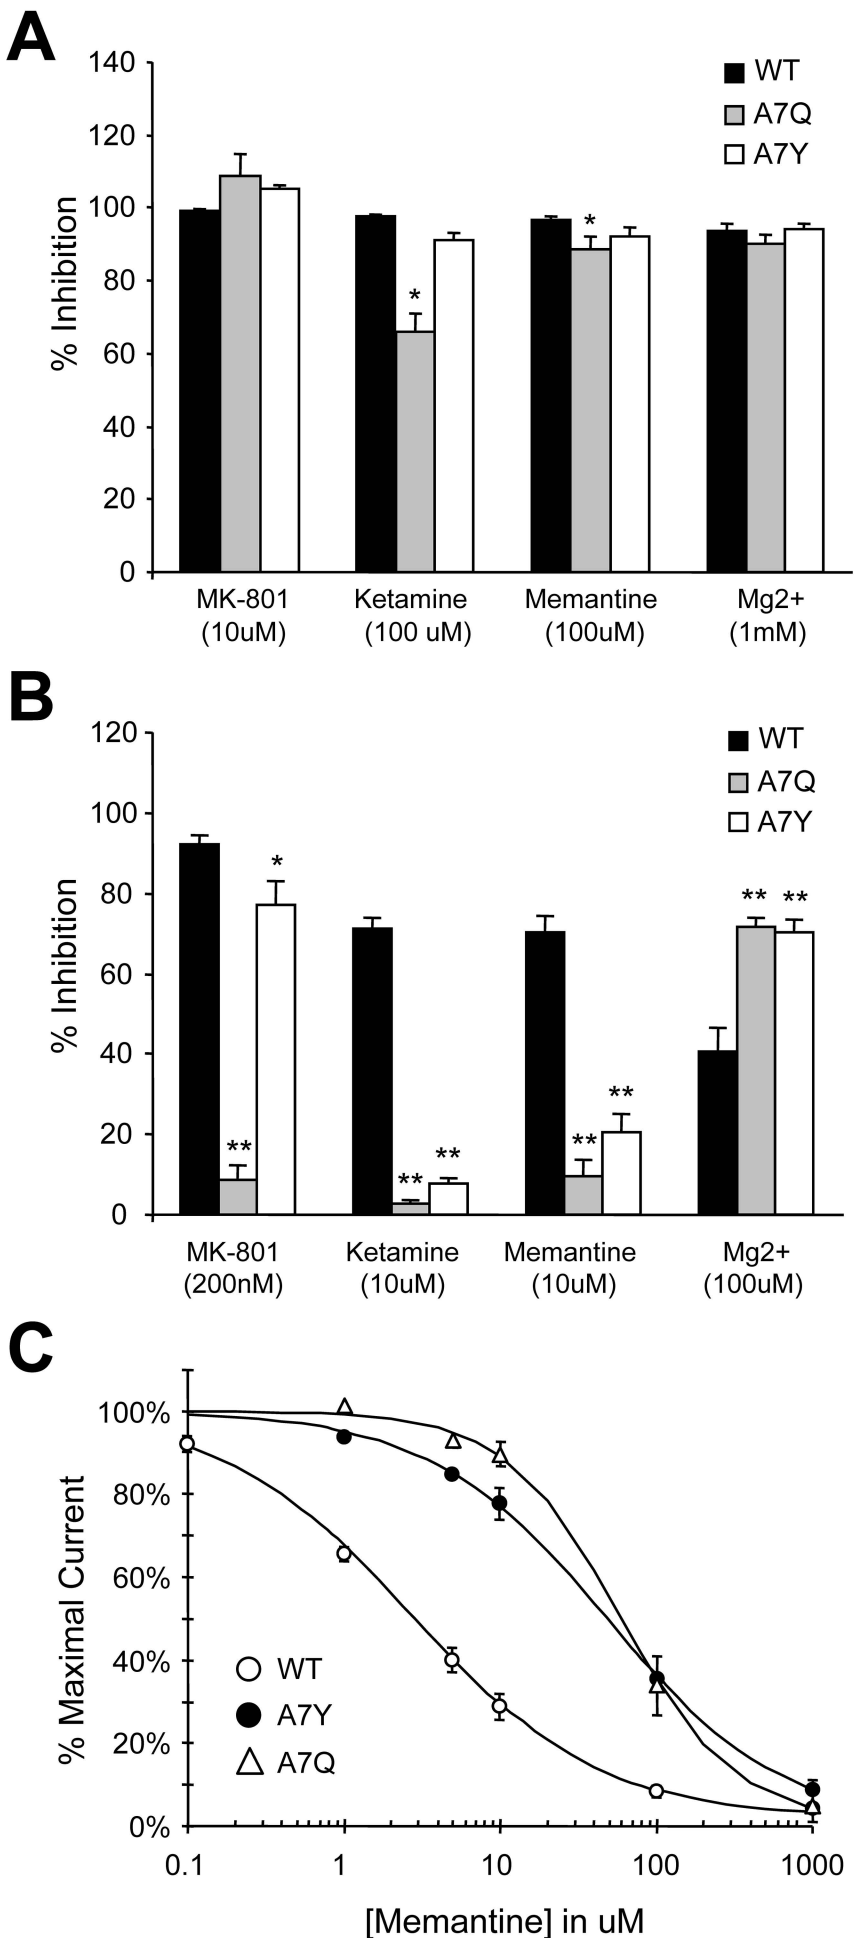 A
140
120
100
80
60
40
20
0
% Inhibition
WT
A7Q
A7Y
*
*
MK-801 Ketamine Memantine Mg2+
(10uM) (100 uM) (100uM) (1mM)
B
120
100
80
60
40
20
0
% Inhibition
WT
A7Q
A7Y
** * ** ** ** ** ** **
MK-801 Ketamine Memantine Mg2+
(200nM) (10uM) (10uM) (100uM)
C
100%
80%
60%
40%
20%
0%
% Maximal Current
WT
A7Y
A7Q
0.1 1 10 100 1000
[Memantine] in uM